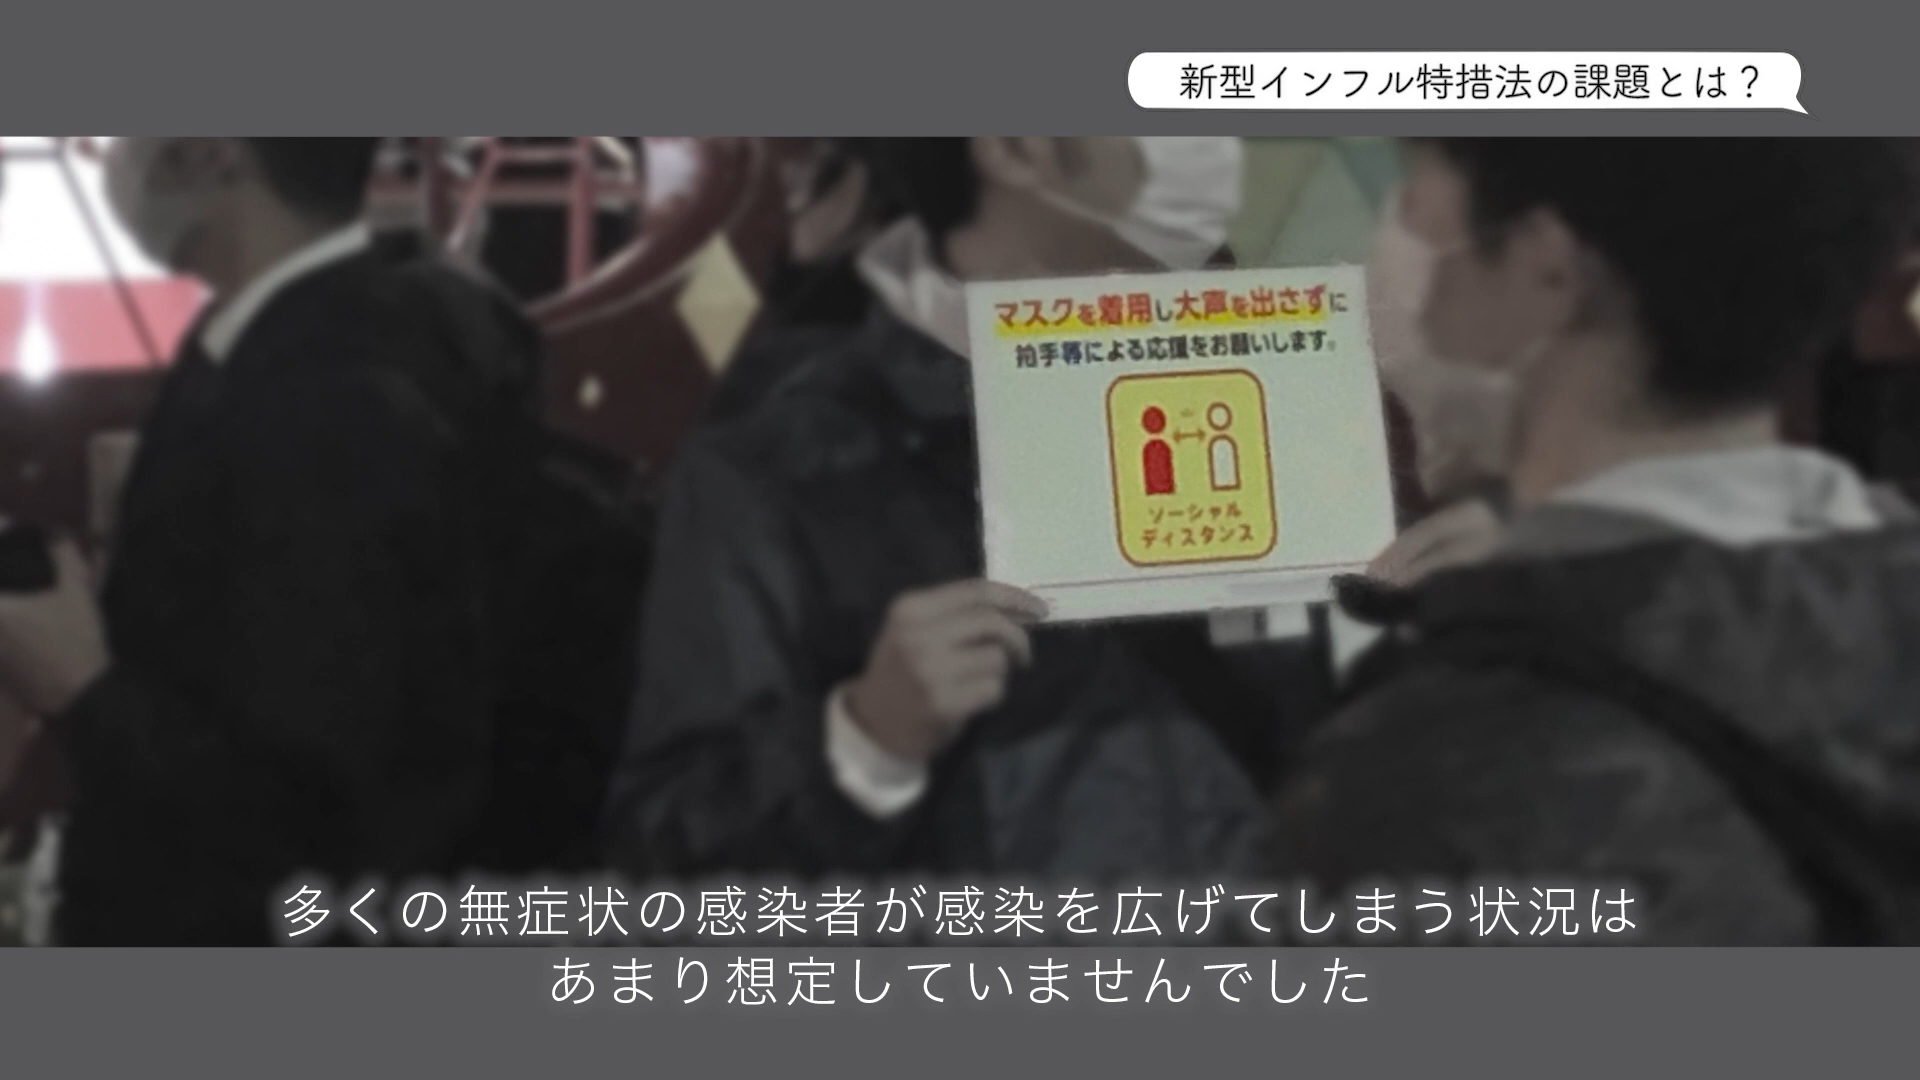 新型インフル特措法の課題とは？
マスクを着用し大声を出さずに
拍手等による応援をお願いします。
ソーシャル
ディスタンス
多くの無症状の感染者が感染を広げてしまう状況は
あまり想定していませんでした